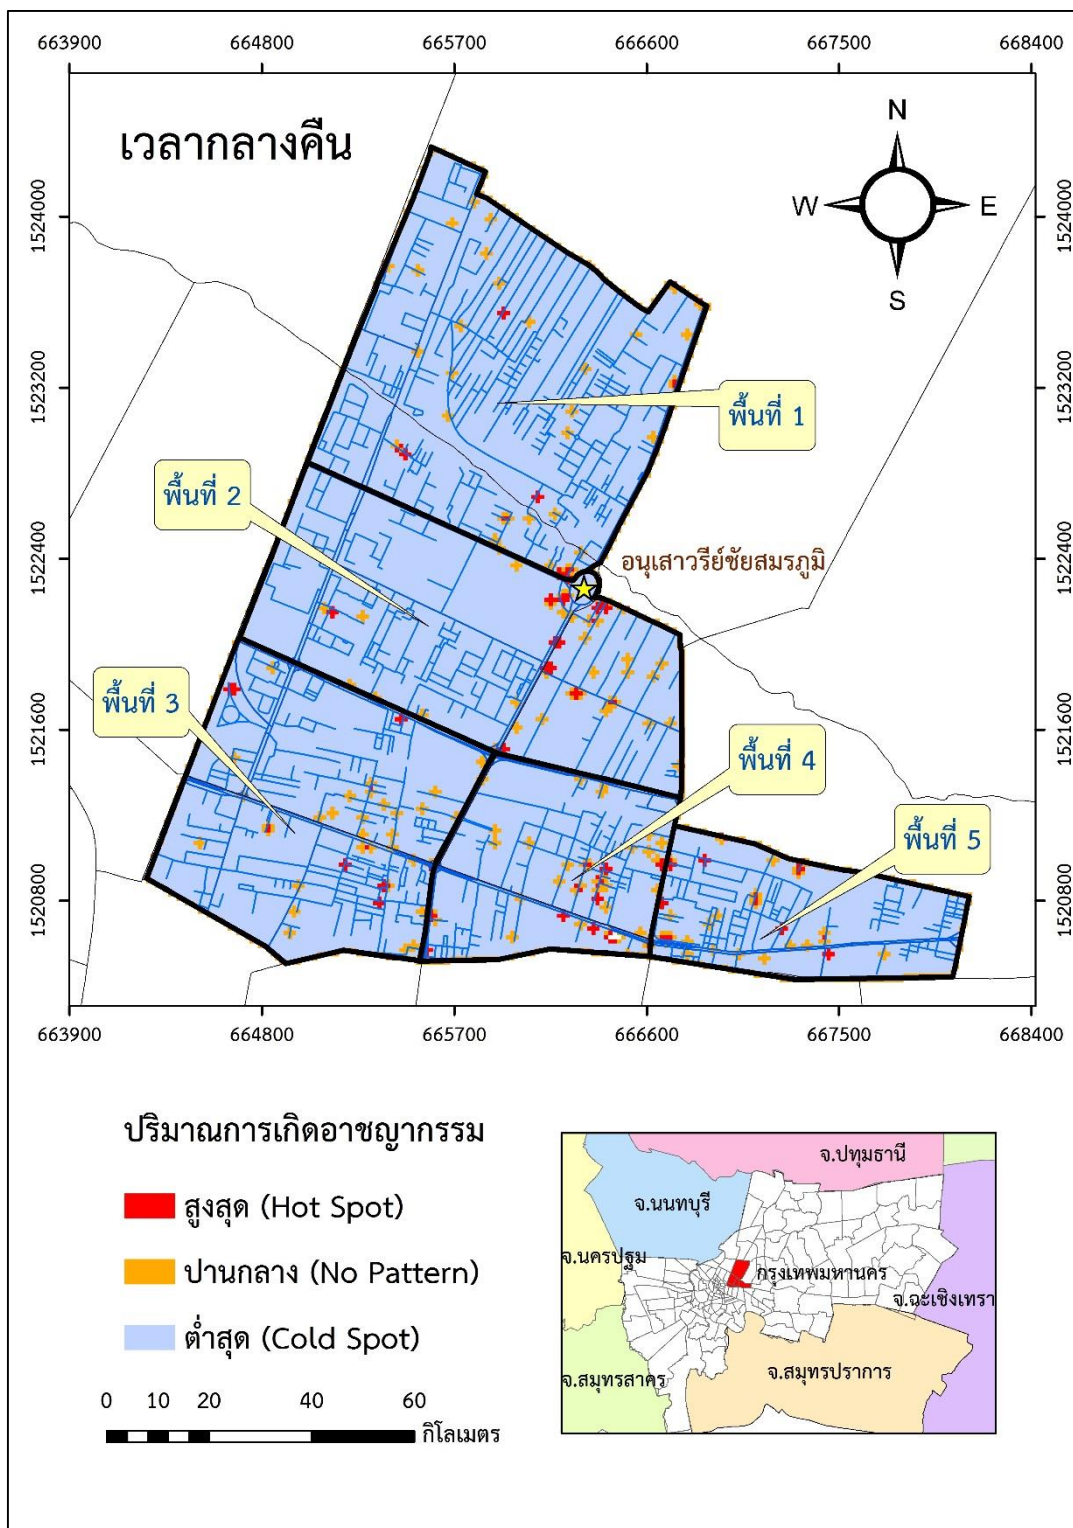 663900 664800 665700 666600 667500 668400
เวลากลางคืน
N
W E
S
1524000 1524000
1523200 1523200
พื้นที่ 1
พื้นที่ 2
1522400 1522400
อนุเสาวรีย์ชัยสมรภูมิ
พื้นที่ 3
1521600 1521600
พื้นที่ 4
พื้นที่ 5
1520800 1520800
663900 664800 665700 666600 667500 668400
ปริมาณการเกิดอาชญากรรม
สูงสุด (Hot Spot)
ปานกลาง (No Pattern)
ต่ำสุด (Cold Spot)
0 10 20 40 60
กิโลเมตร
จ.ปทุมธานี
จ.นนทบุรี
จ.นครปฐม
กรุงเทพมหานคร
จ.ฉะเชิงเทรา
จ.สมุทรสาคร
จ.สมุทรปราการ